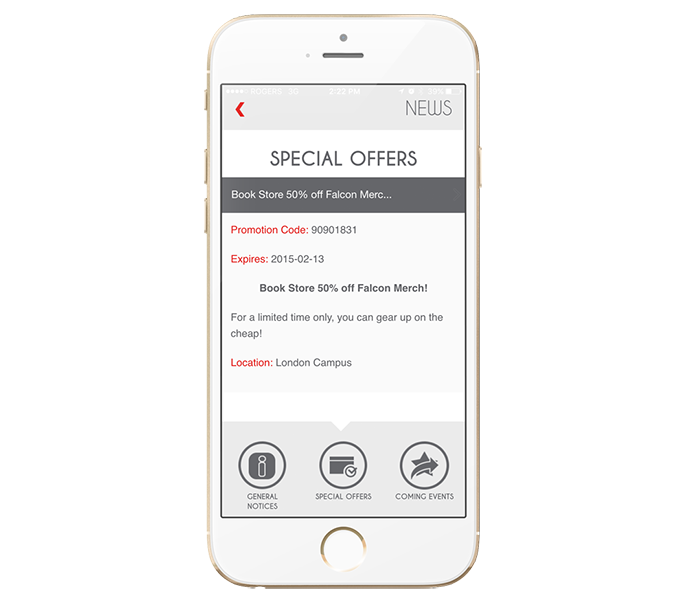 ROGERS 3G 2:22 PM 39%
NEWS
SPECIAL OFFERS
Book Store 50% off Falcon Merc...
Promotion Code: 90901831
Expires: 2015-02-13
Book Store 50% off Falcon Merch!
For a limited time only, you can gear up on the
cheap!
Location: London Campus
GENERAL
NOTICES
SPECIAL OFFERS
COMING EVENTS